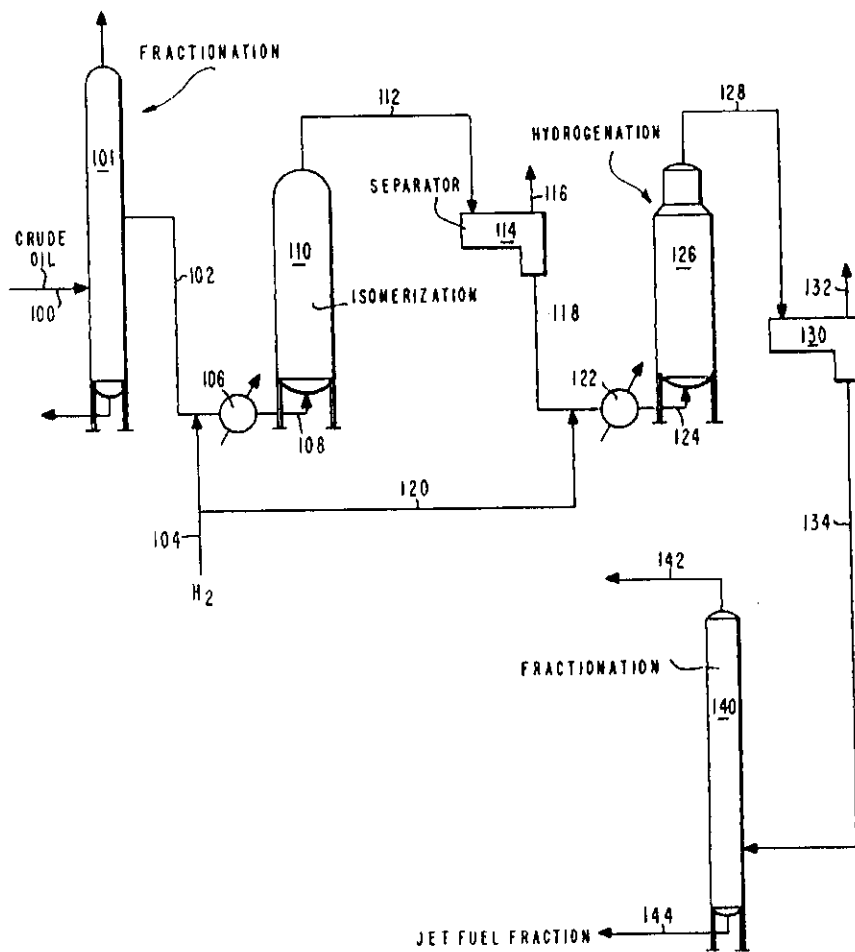 FRACTIONATION
101
CRUDE
OIL
100
102
106
108
104
H2
110
ISOMERIZATION
112
SEPARATOR
114
116
118
120
122
124
HYDROGENATION
126
128
130
132
134
142
FRACTIONATION
140
144
JET FUEL FRACTION